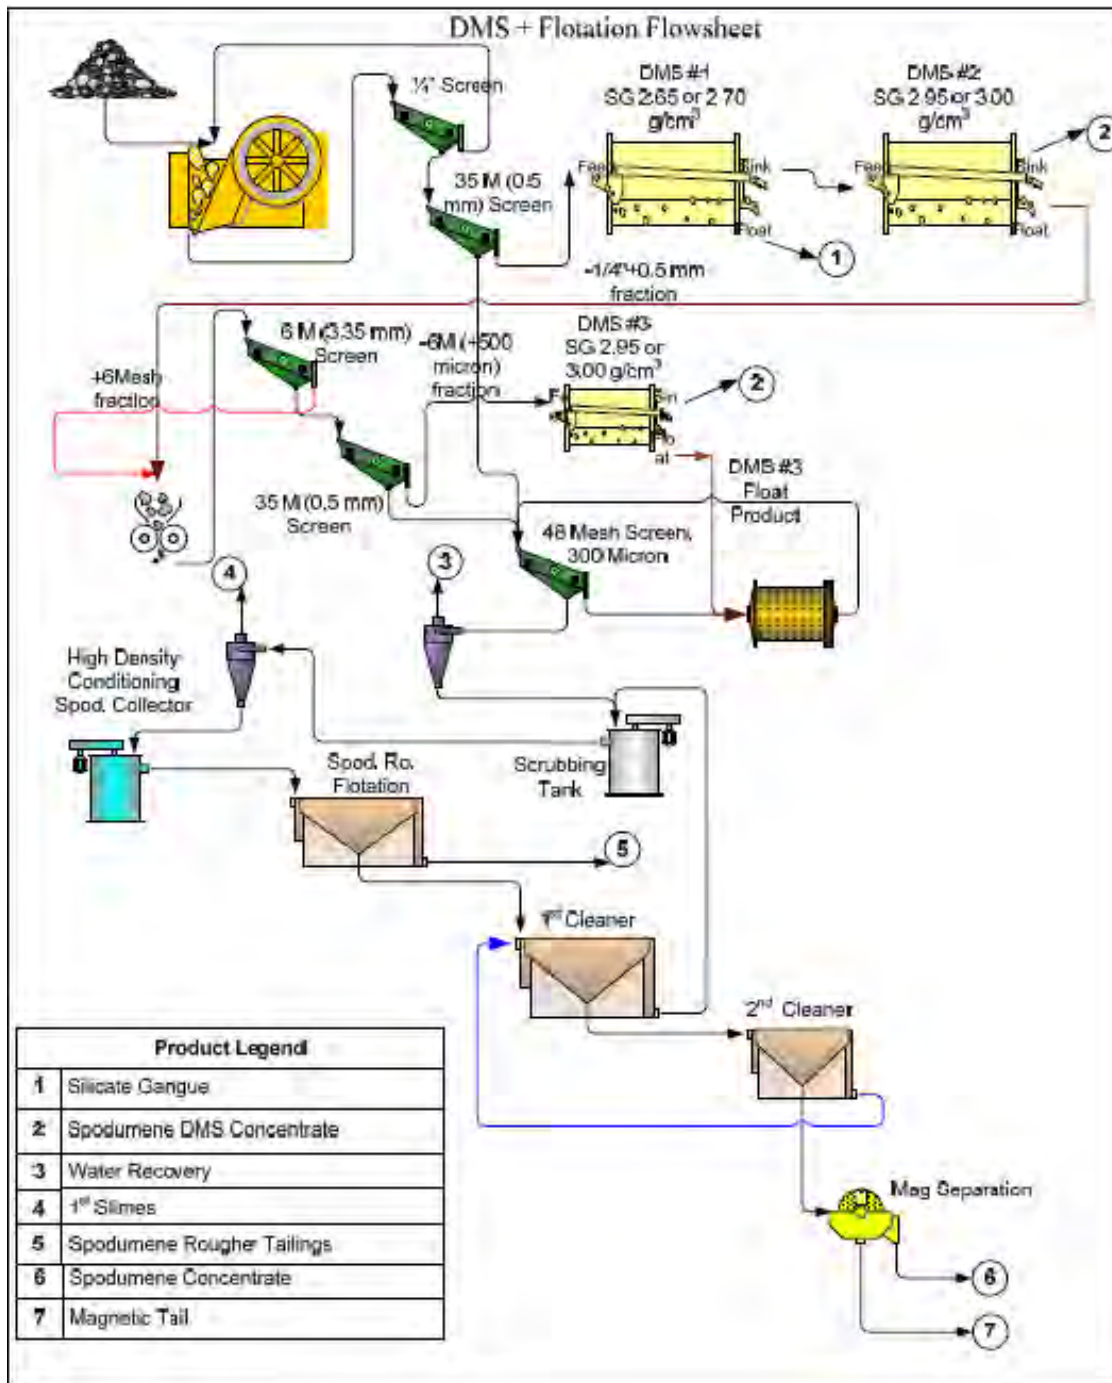 DMS + Flotation Flowsheet
¼" Screen
DMS #1
SG 2.65 or 2.70
g/cm³
DMS #2
SG 2.95 or 3.00
g/cm³
Feed
Sink
Float
Feed
Sink
Float
2
1
35 M (0.5
mm) Screen
-1/4"+0.5 mm
fraction
6 M (3.35 mm)
Screen
-6M (+500
micron)
fraction
DMS #3
SG 2.95 or
3.00 g/cm³
F
Sin
Flo
at
2
+6Mesh
fraction
35 M (0.5 mm)
Screen
DMS #3
Float
Product
48 Mesh Screen,
300 Micron
4
3
High Density
Conditioning
Spod. Collector
Spod. Ro.
Flotation
Scrubbing
Tank
5
1st Cleaner
2nd Cleaner
Mag Separation
6
7
Product Legend
1 Silicate Gangue
2 Spodumene DMS Concentrate
3 Water Recovery
4 1st Slimes
5 Spodumene Rougher Tailings
6 Spodumene Concentrate
7 Magnetic Tail